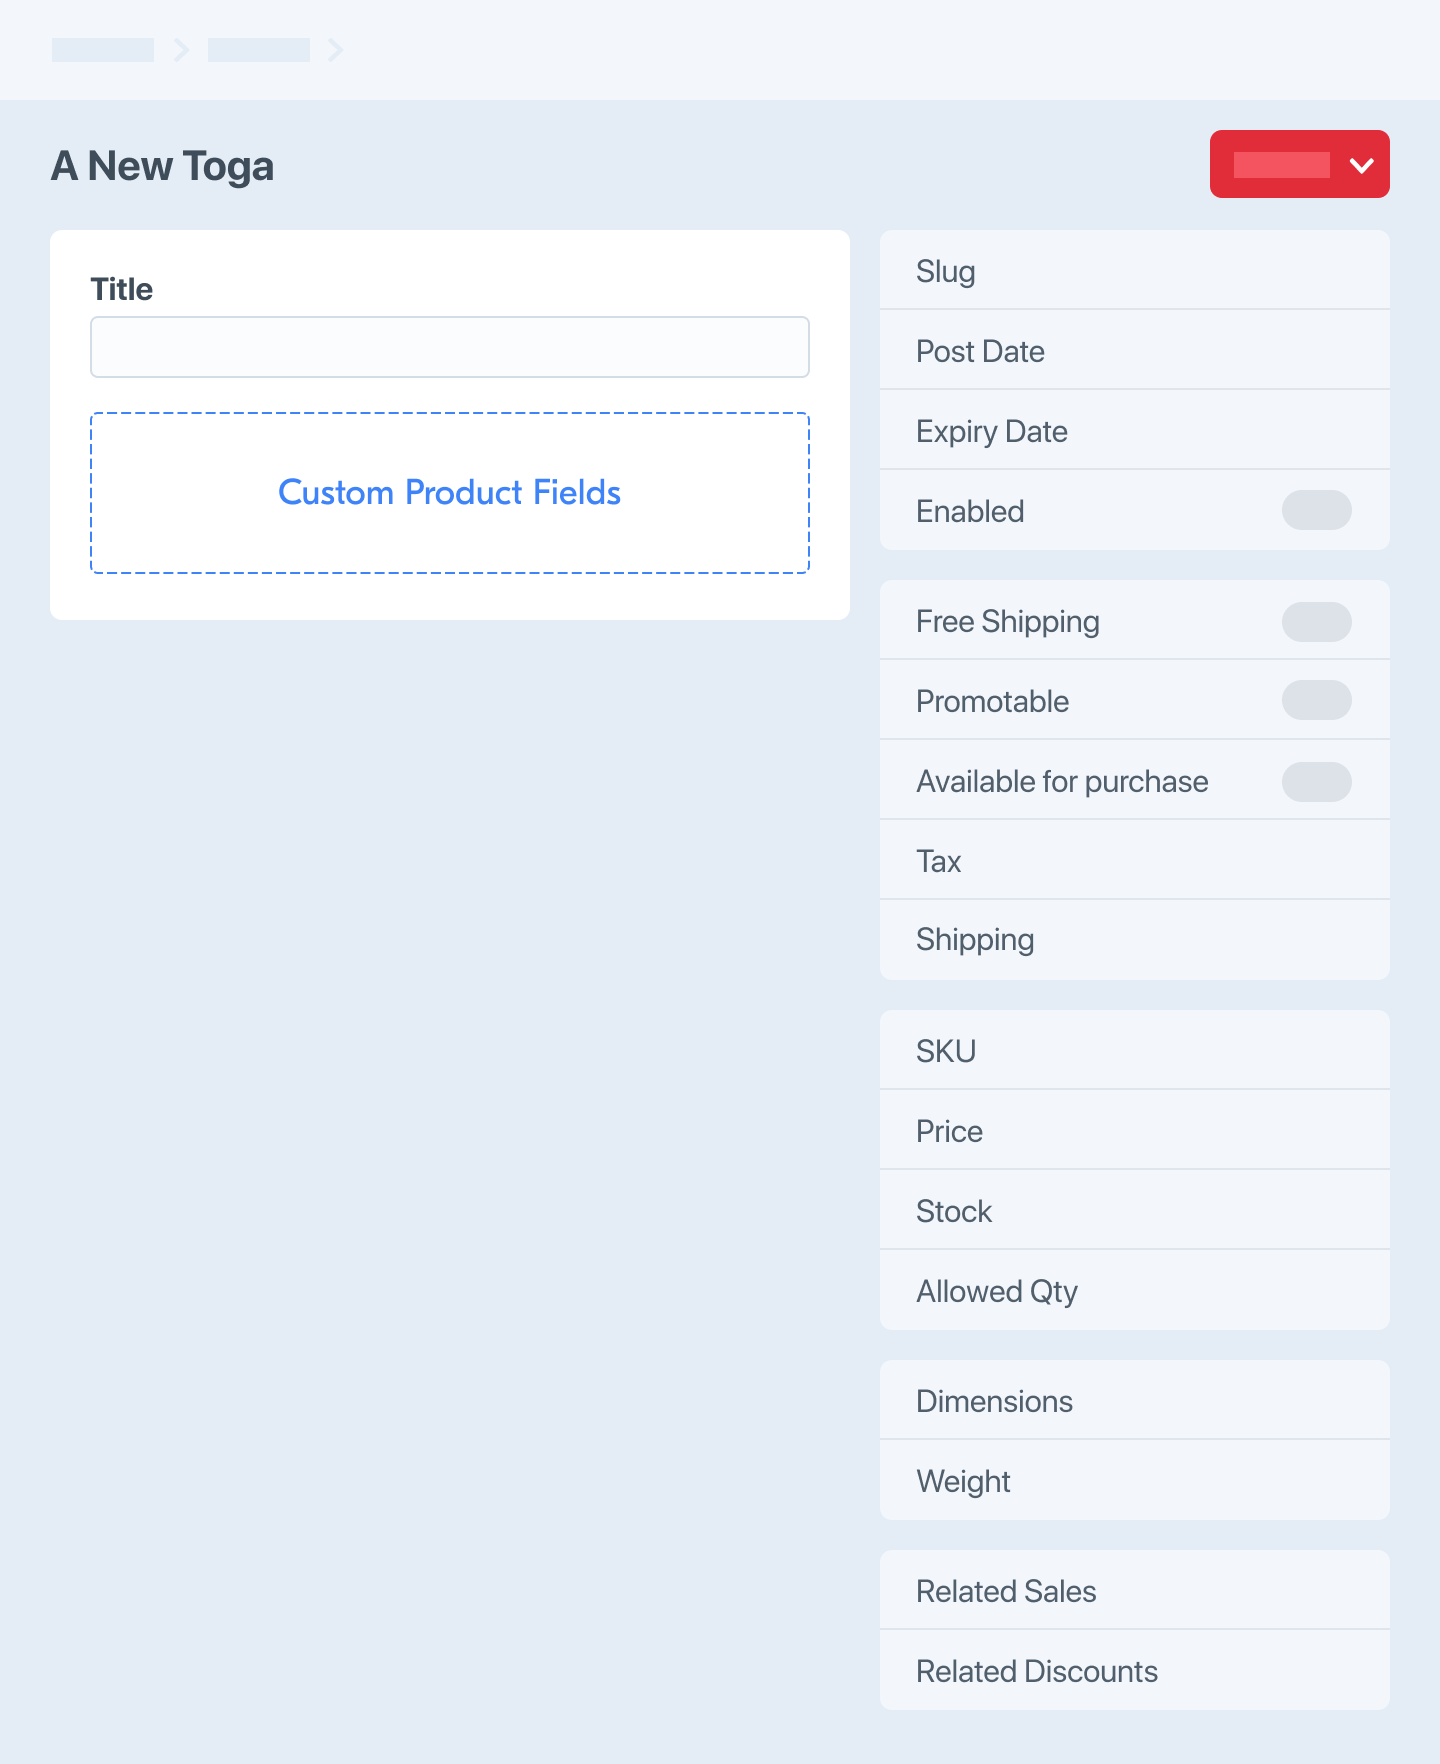 A New Toga
Title
Custom Product Fields
Slug
Post Date
Expiry Date
Enabled
Free Shipping
Promotable
Available for purchase
Tax
Shipping
SKU
Price
Stock
Allowed Qty
Dimensions
Weight
Related Sales
Related Discounts